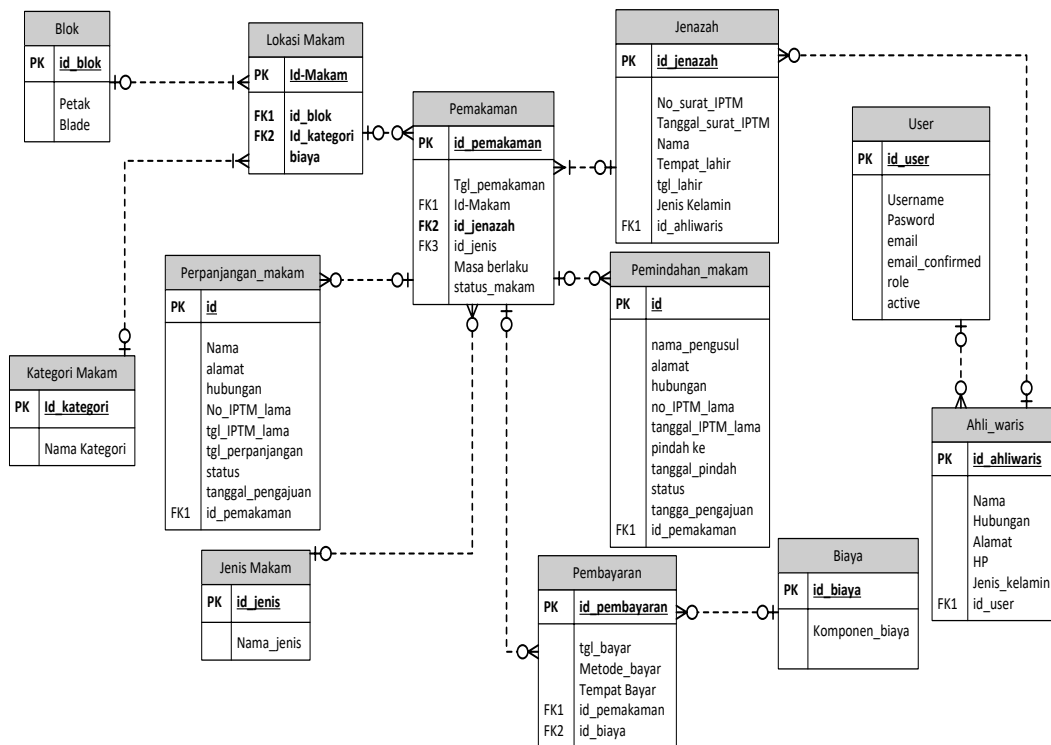 Blok
PK id_blok
Petak
Blade
Lokasi Makam
PK Id-Makam
FK1 id_blok
FK2 Id_kategori
biaya
Pemakaman
PK id_pemakaman
Tgl_pemakaman
FK1 Id-Makam
FK2 id_jenazah
FK3 id_jenis
Masa berlaku
status_makam
Jenazah
PK id_jenazah
No_surat_IPTM
Tanggal_surat_IPTM
Nama
Tempat_lahir
tgl_lahir
Jenis Kelamin
FK1 id_ahliwaris
User
PK id_user
Username
Pasword
email
email_confirmed
role
active
Perpanjangan_makam
PK id
Nama
alamat
hubungan
No_IPTM_lama
tgl_IPTM_lama
tgl_perpanjangan
status
tanggal_pengajuan
FK1 id_pemakaman
Pemindahan_makam
PK id
nama_pengusul
alamat
hubungan
no_IPTM_lama
tanggal_IPTM_lama
pindah ke
tanggal_pindah
status
tangga_pengajuan
FK1 id_pemakaman
Kategori Makam
PK Id_kategori
Nama Kategori
Ahli_waris
PK id_ahliwaris
Nama
Hubungan
Alamat
HP
Jenis_kelamin
FK1 id_user
Jenis Makam
PK id_jenis
Nama_jenis
Pembayaran
PK id_pembayaran
tgl_bayar
Metode_bayar
Tempat Bayar
FK1 id_pemakaman
FK2 id_biaya
Biaya
PK id_biaya
Komponen_biaya